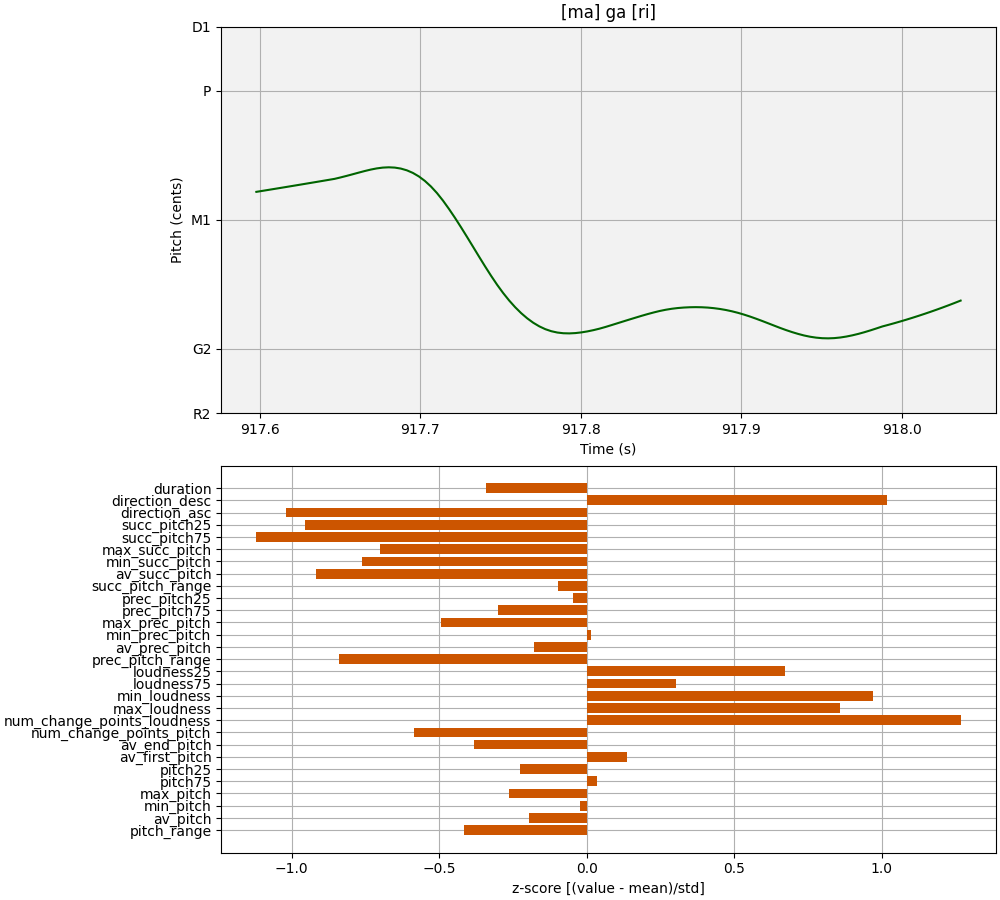 [ma] ga [ri]
D1
P
M1
G2
R2
Pitch (cents)
917.6
917.7
917.8
917.9
918.0
Time (s)
duration
direction_desc
direction_asc
succ_pitch25
succ_pitch75
max_succ_pitch
min_succ_pitch
av_succ_pitch
succ_pitch_range
prec_pitch25
prec_pitch75
max_prec_pitch
min_prec_pitch
av_prec_pitch
prec_pitch_range
loudness25
loudness75
min_loudness
max_loudness
num_change_points_loudness
num_change_points_pitch
av_end_pitch
av_first_pitch
pitch25
pitch75
max_pitch
min_pitch
av_pitch
pitch_range
−1.0
−0.5
0.0
0.5
1.0
z-score [(value - mean)/std]